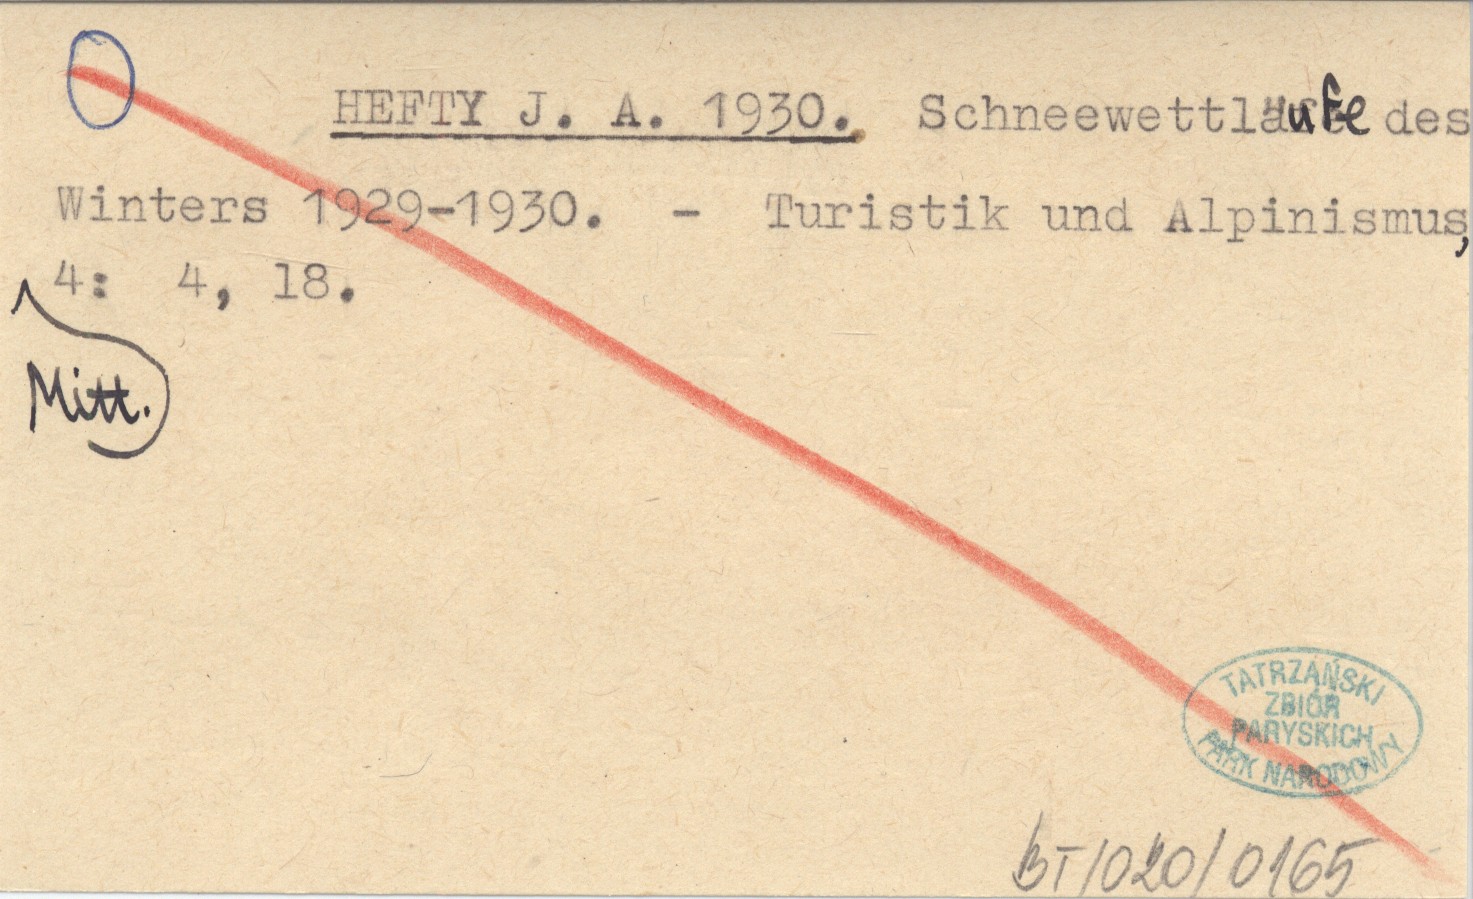 HEFTY J. A. 1930. Schneewettläufe des
Winters 1929-1930. - Turistik und Alpinismus,
4: 4, 18.
Mitt.
TATRZAŃSKI
ZBIÓR
PARYSKICH
PARK NARODOWY
BT/020/0165